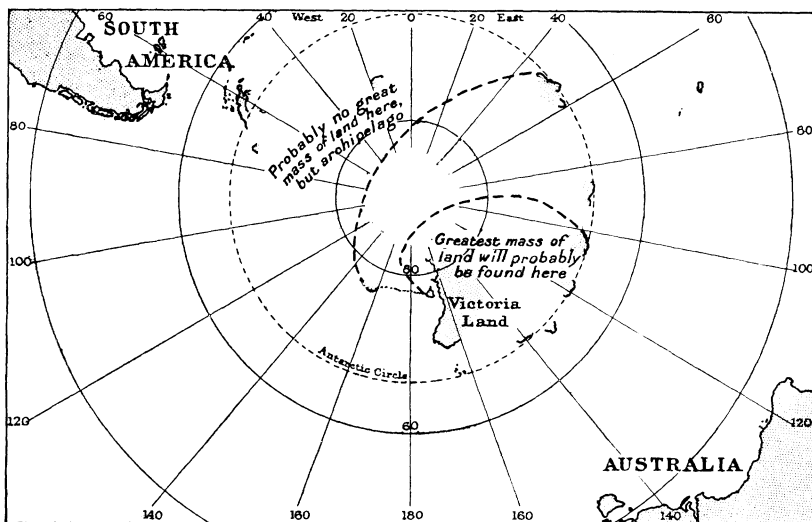 60
40
West
20
0
20
East
40
60
SOUTH
AMERICA
80
60
Probably no great
mass of land here,
but archipelago
80
100
Greatest mass of
land will probably
be found here
80
100
Victoria
Land
Antarctic Circle
120
60
120
AUSTRALIA
140
160
180
160
140